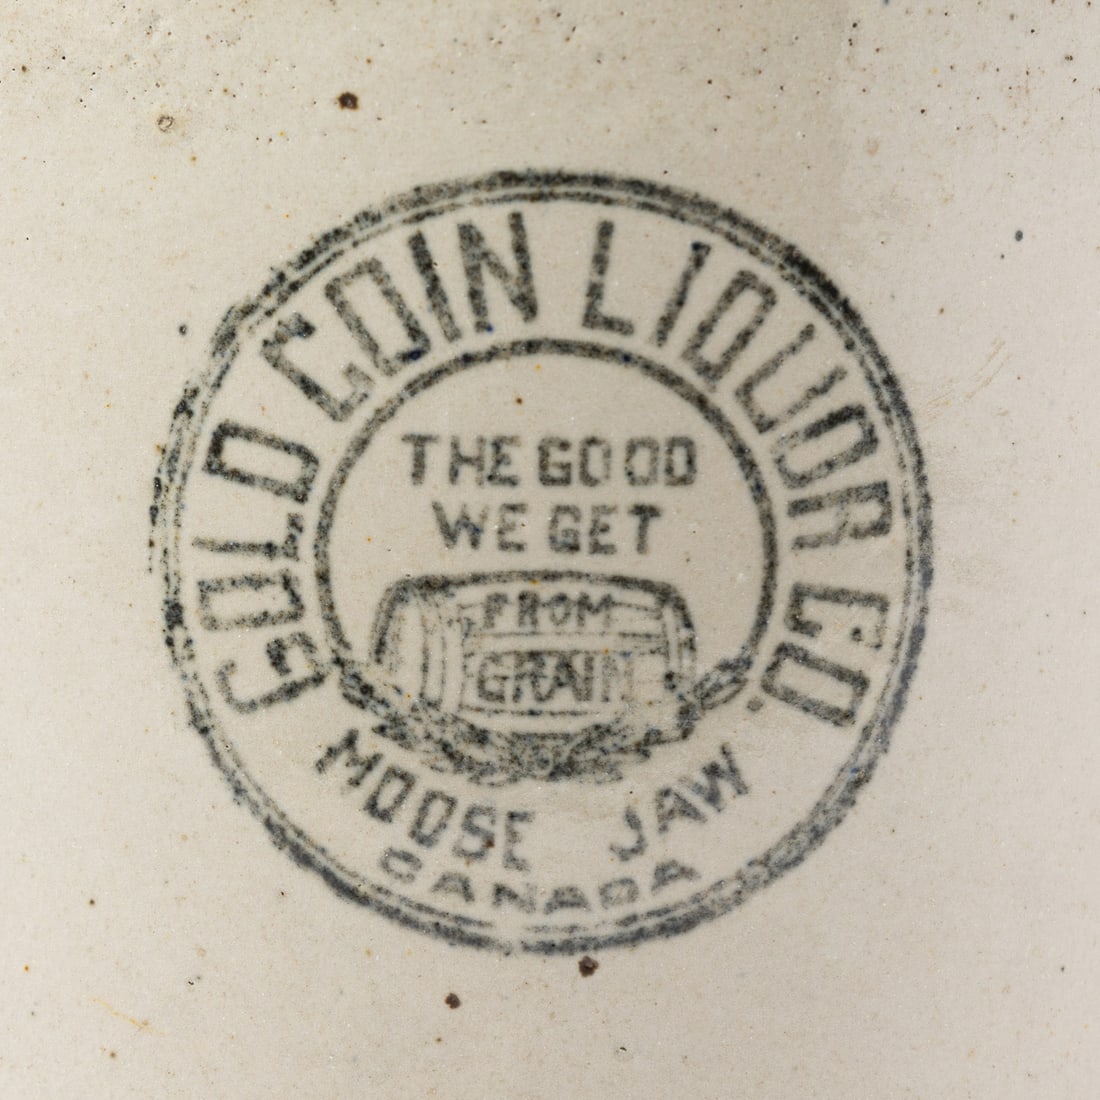 GOLD COIN LIQUOR CO.
THE GOOD
WE GET
FROM
GRAIN
MOOSE JAW
CANADA